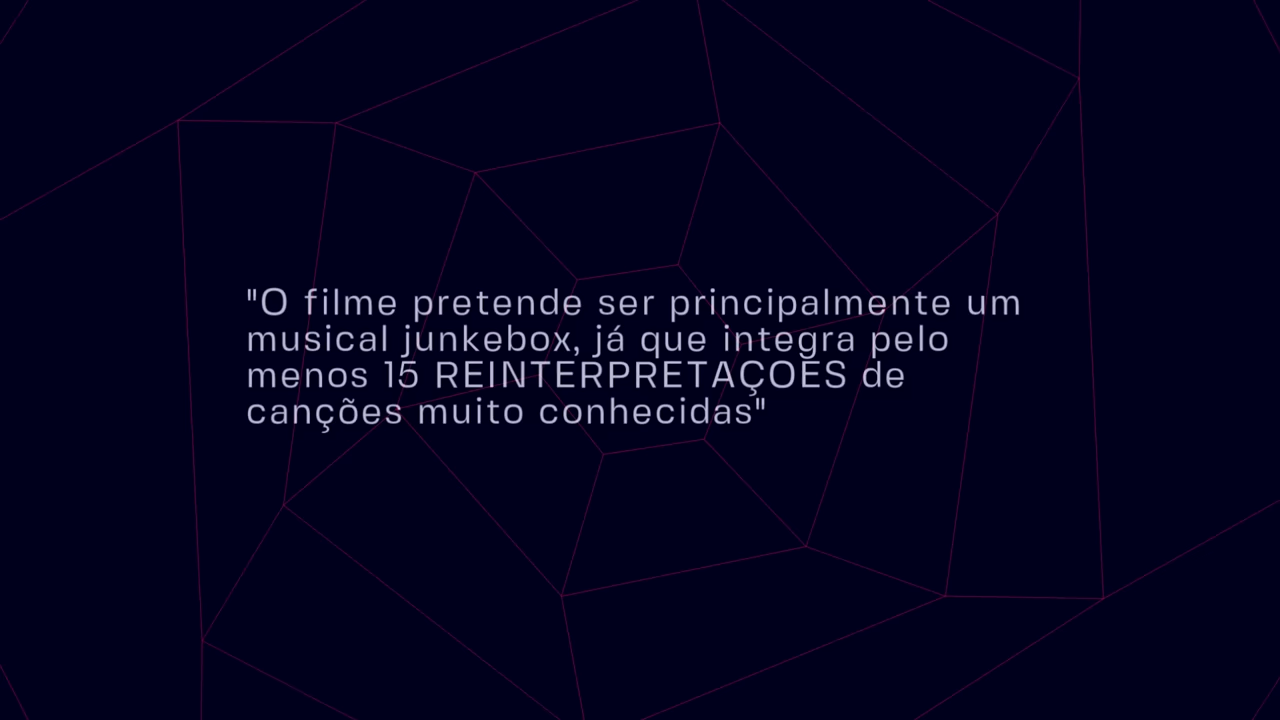 "O filme pretende ser principalmente um
musical junkebox, já que integra pelo
menos 15 REINTERPRETAÇOES de
canções muito conhecidas"